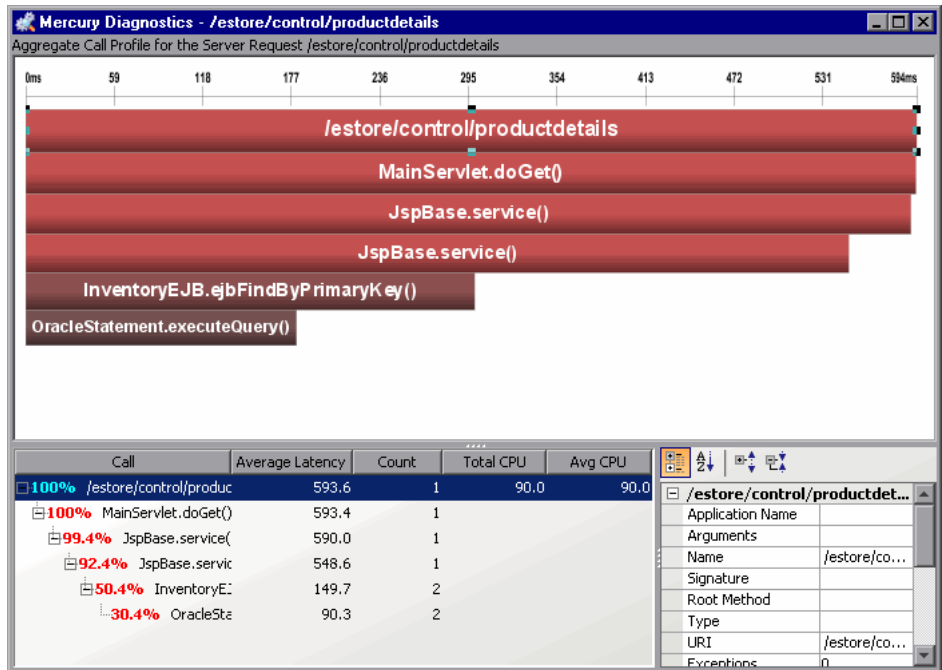 Mercury Diagnostics - /estore/control/productdetails
Aggregate Call Profile for the Server Request /estore/control/productdetails
0ms 59 118 177 236 295 354 413 472 531 594ms
/estore/control/productdetails
MainServlet.doGet()
JspBase.service()
JspBase.service()
InventoryEJB.ejbFindByPrimaryKey()
OracleStatement.executeQuery()
Call Average Latency Count Total CPU Avg CPU
100% /estore/control/produc 593.6 1 90.0 90.0
100% MainServlet.doGet() 593.4 1
99.4% JspBase.service( 590.0 1
92.4% JspBase.servic 548.6 1
50.4% InventoryEJ 149.7 2
30.4% OracleSta 90.3 2
/estore/control/productdet...
Application Name
Arguments
Name /estore/co...
Signature
Root Method
Type
URI /estore/co...
Exceptions 0